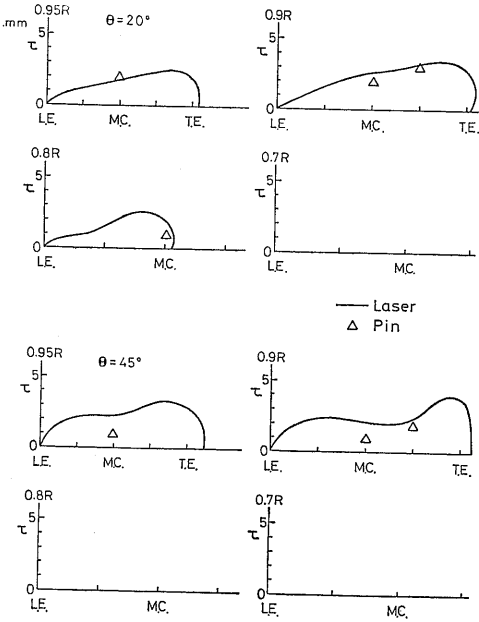 0.95R
.mm
θ=20°
5
τ
0
L.E.
M.C.
T.E.
0.9R
5
τ
0
L.E.
M.C.
T.E.
0.8R
5
τ
0
L.E.
M.C.
0.7R
5
τ
0
L.E.
M.C.
Laser
△ Pin
0.95R
θ=45°
5
τ
0
L.E.
M.C.
T.E.
0.9R
5
τ
0
L.E.
M.C.
T.E.
0.8R
5
τ
0
L.E.
M.C.
0.7R
5
τ
0
L.E.
M.C.